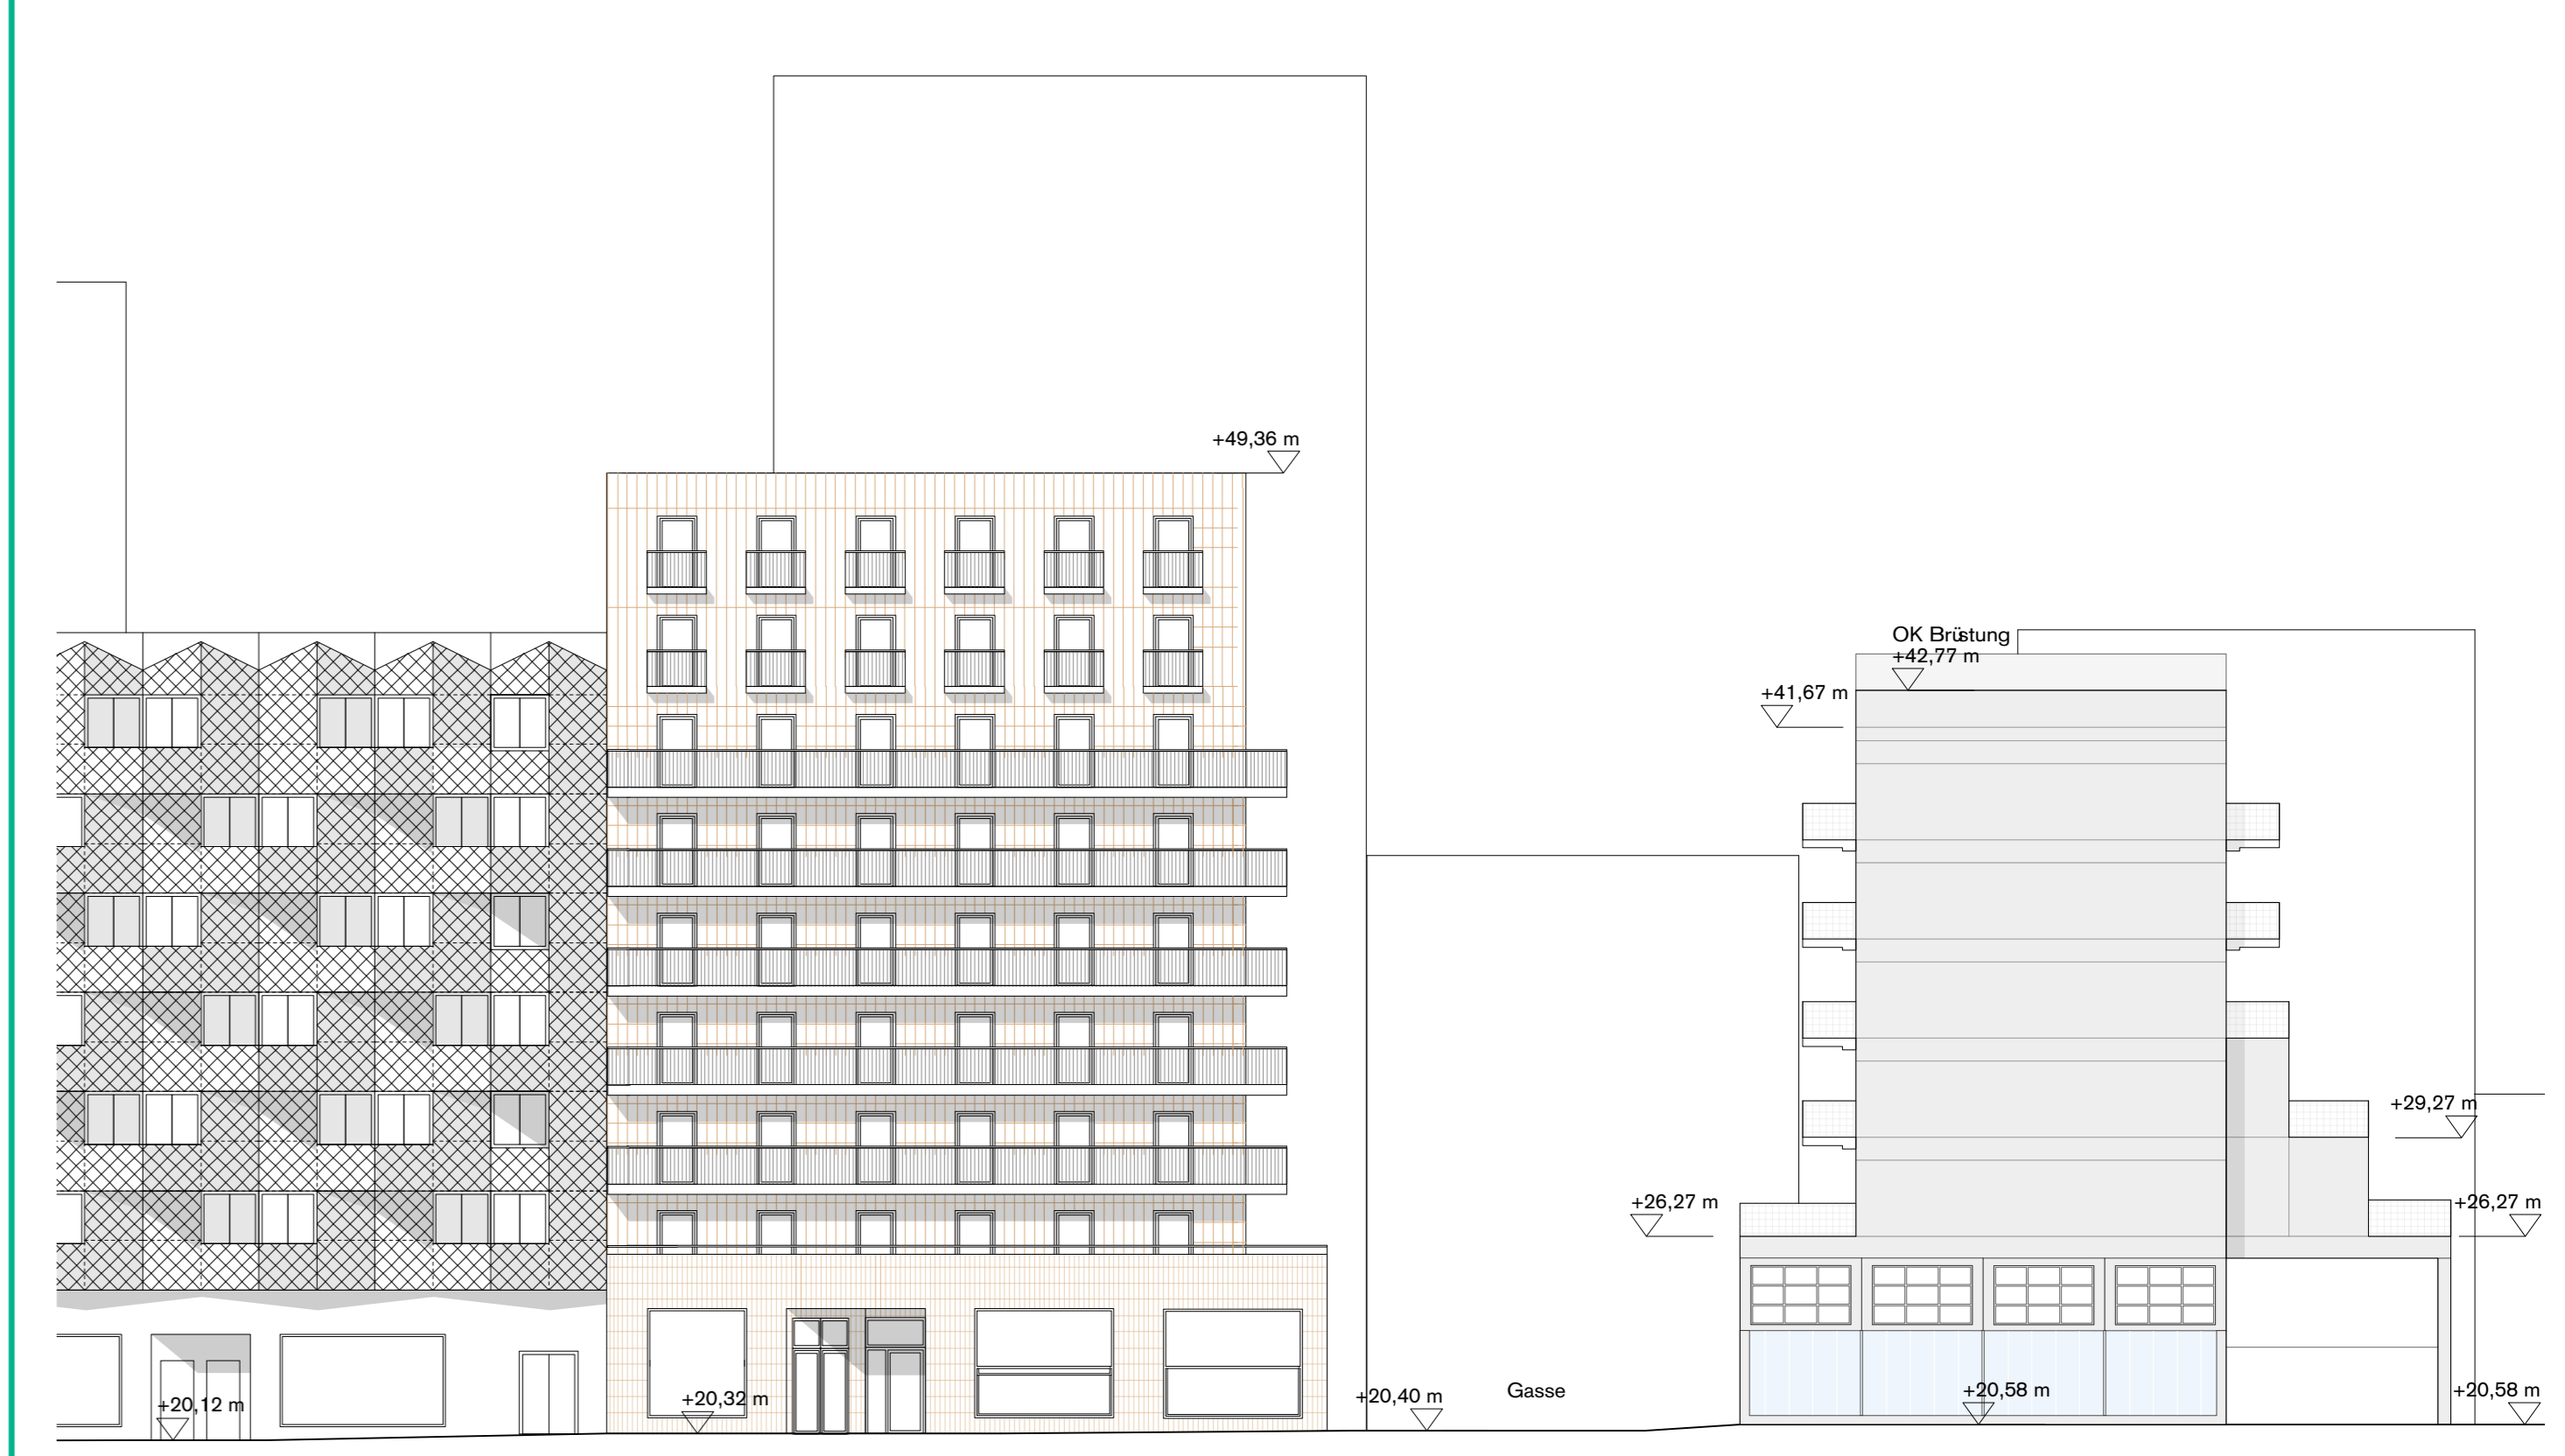 +49,36 m
OK Brüstung
+42,77 m
+41,67 m
+29,27 m
+26,27 m
+26,27 m
+20,12 m
+20,32 m
+20,40 m
Gasse
+20,58 m
+20,58 m